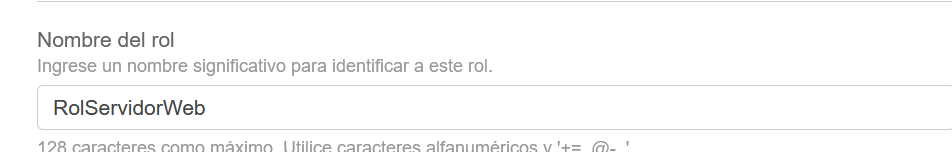 Nombre del rol
Ingrese un nombre significativo para identificar a este rol.
RolServidorWeb
128 caracteres como máximo. Utilice caracteres alfanuméricos y '+=,.@-_'